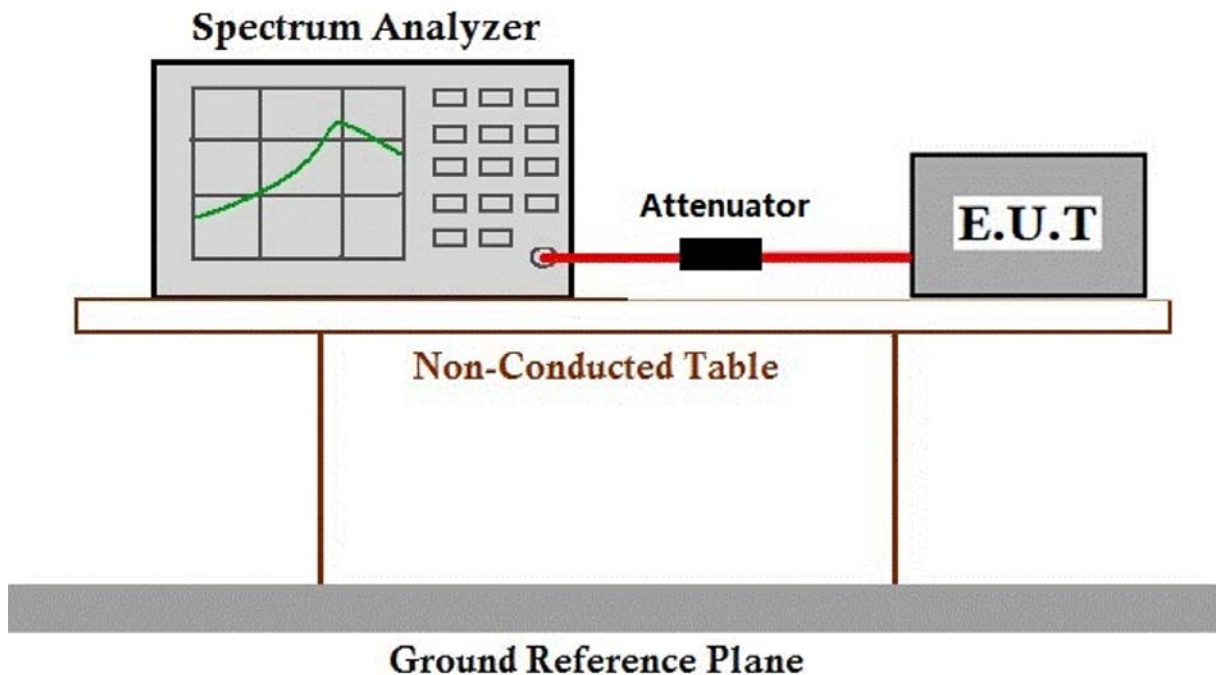 Spectrum Analyzer
Attenuator
E.U.T
Non-Conducted Table
Ground Reference Plane